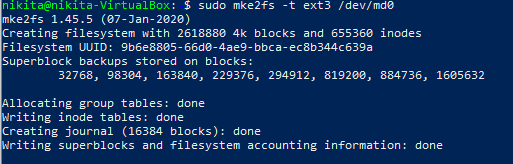 nikita@nikita-VirtualBox: $ sudo mke2fs -t ext3 /dev/md0
mke2fs 1.45.5 (07-Jan-2020)
Creating filesystem with 2618880 4k blocks and 655360 inodes
Filesystem UUID: 9b6e8805-66d0-4ae9-bbca-ec8b344c639a
Superblock backups stored on blocks:
        32768, 98304, 163840, 229376, 294912, 819200, 884736, 1605632

Allocating group tables: done
Writing inode tables: done
Creating journal (16384 blocks): done
Writing superblocks and filesystem accounting information: done